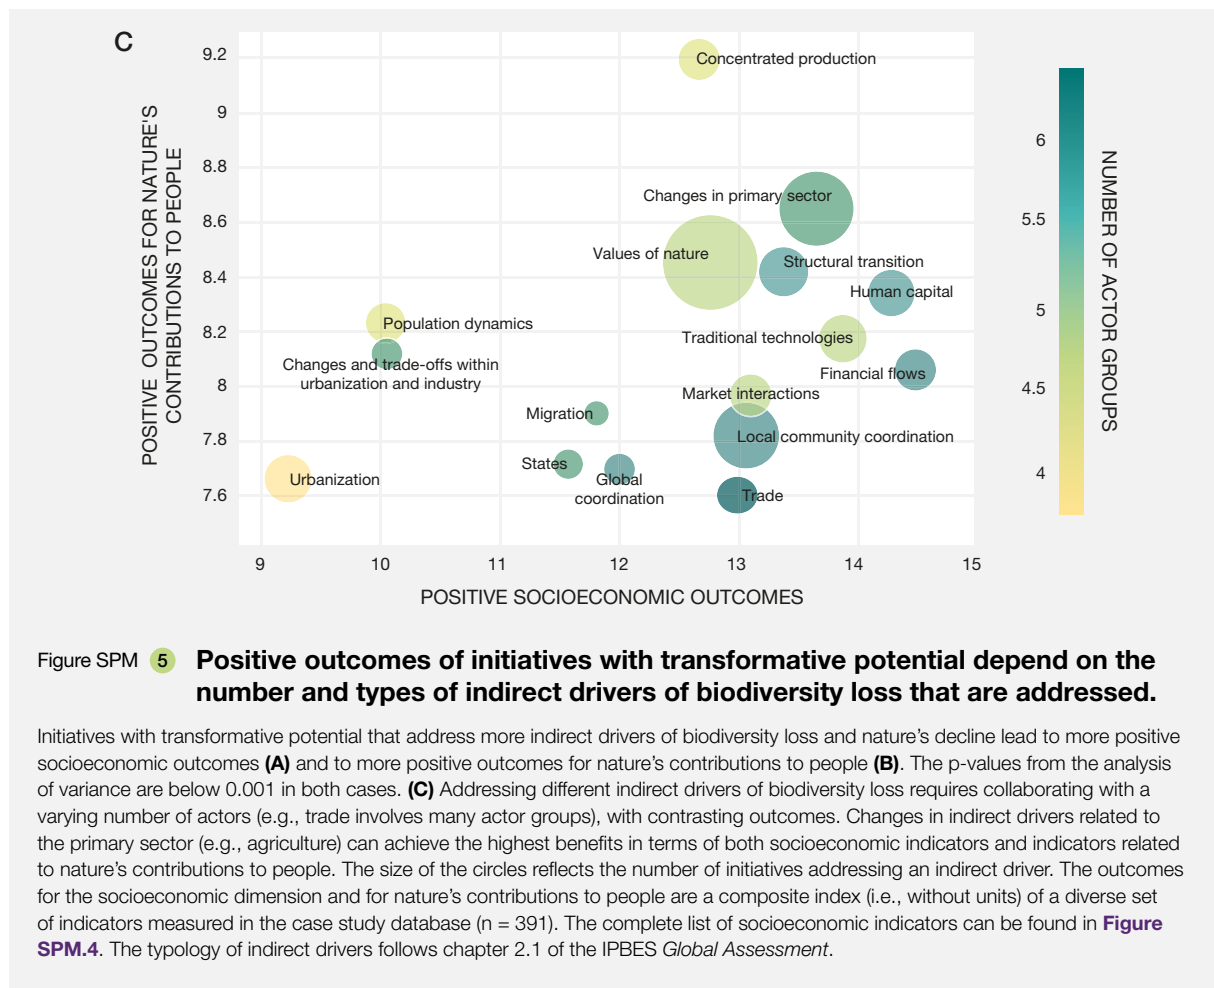 C
9.2
9
8.8
8.6
8.4
8.2
8
7.8
7.6
POSITIVE OUTCOMES FOR NATURE'S
CONTRIBUTIONS TO PEOPLE
Concentrated production
Changes in primary sector
Values of nature
Structural transition
Human capital
Population dynamics
Traditional technologies
Changes and trade-offs within
urbanization and industry
Financial flows
Market interactions
Migration
Local community coordination
States
Global
coordination
Urbanization
Trade
9 10 11 12 13 14 15
POSITIVE SOCIOECONOMIC OUTCOMES
6
5.5
5
4.5
4
NUMBER OF ACTOR GROUPS
Figure SPM 5 Positive outcomes of initiatives with transformative potential depend on the
number and types of indirect drivers of biodiversity loss that are addressed.
Initiatives with transformative potential that address more indirect drivers of biodiversity loss and nature’s decline lead to more positive
socioeconomic outcomes (A) and to more positive outcomes for nature’s contributions to people (B). The p-values from the analysis
of variance are below 0.001 in both cases. (C) Addressing different indirect drivers of biodiversity loss requires collaborating with a
varying number of actors (e.g., trade involves many actor groups), with contrasting outcomes. Changes in indirect drivers related to
the primary sector (e.g., agriculture) can achieve the highest benefits in terms of both socioeconomic indicators and indicators related
to nature’s contributions to people. The size of the circles reflects the number of initiatives addressing an indirect driver. The outcomes
for the socioeconomic dimension and for nature’s contributions to people are a composite index (i.e., without units) of a diverse set
of indicators measured in the case study database (n = 391). The complete list of socioeconomic indicators can be found in Figure
SPM.4. The typology of indirect drivers follows chapter 2.1 of the IPBES Global Assessment.